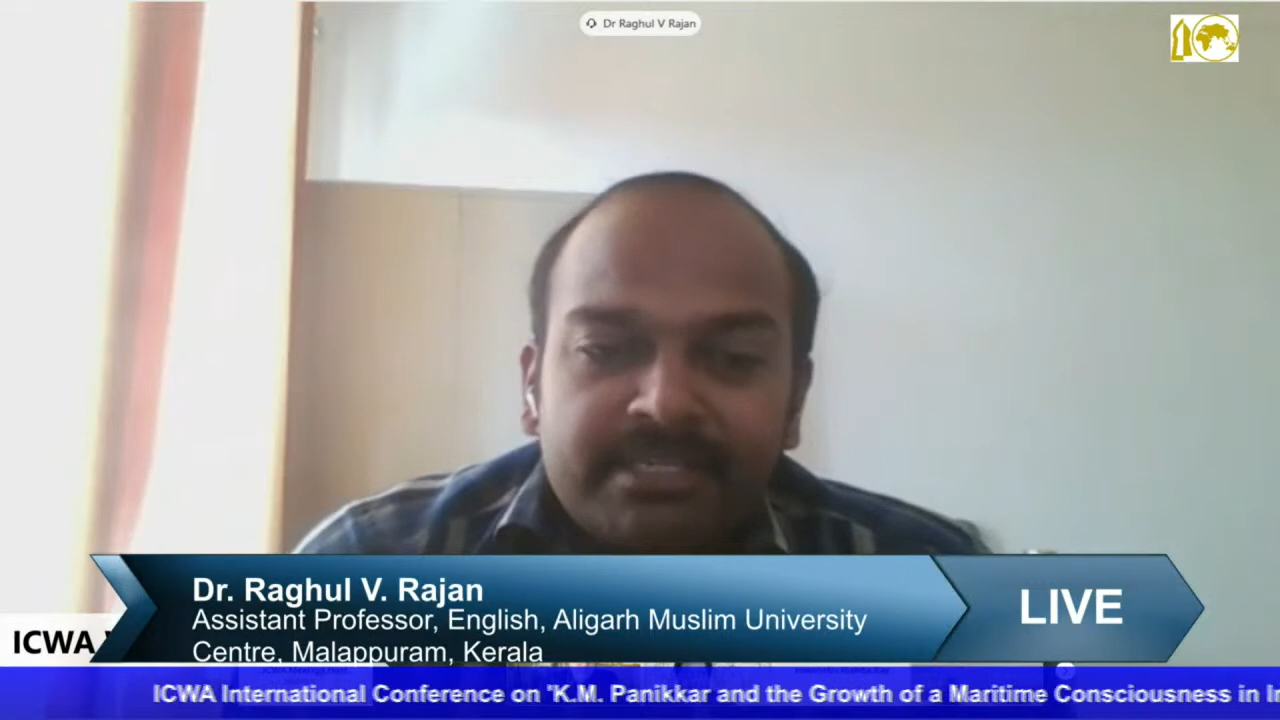 Dr Raghul V Rajan
Dr. Raghul V. Rajan
Assistant Professor, English, Aligarh Muslim University
Centre, Malappuram, Kerala
LIVE
ICWA
ICWA International Conference on 'K.M. Panikkar and the Growth of a Maritime Consciousness in